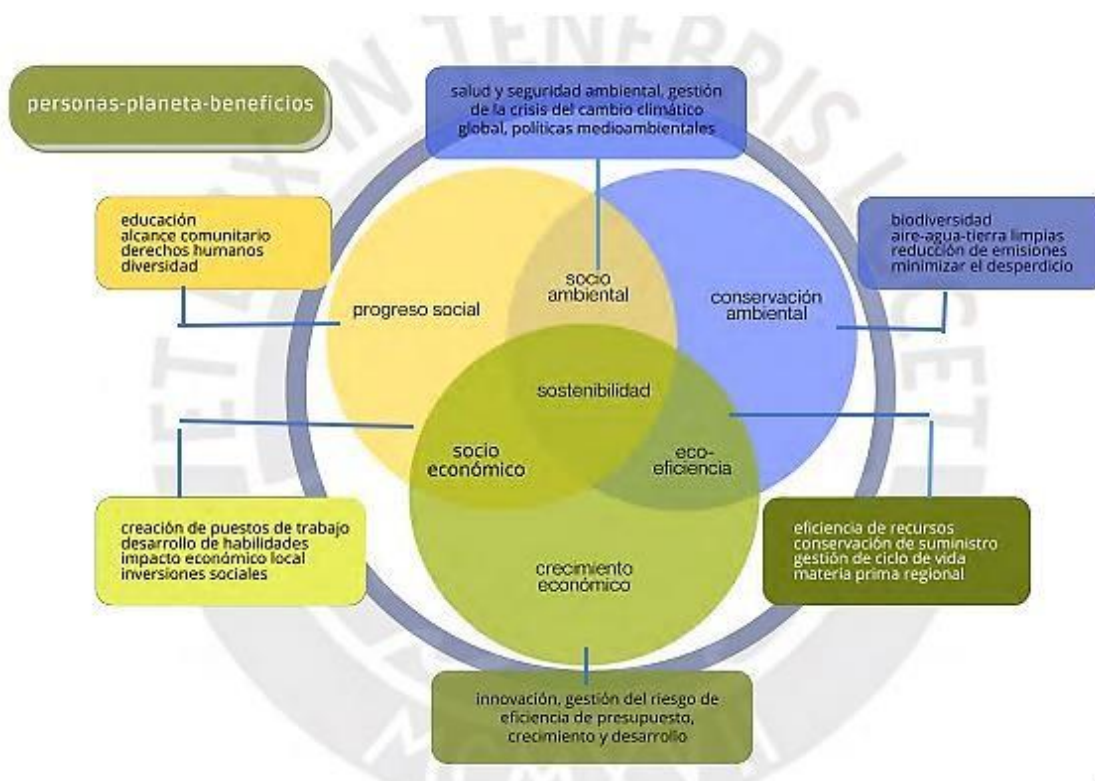 personas-planeta-beneficios
salud y seguridad ambiental, gestión
de la crisis del cambio climático
global, políticas medioambientales
educación
alcance comunitario
derechos humanos
diversidad
biodiversidad
aire-agua-tierra limpias
reducción de emisiones
minimizar el desperdicio
progreso social
socio
ambiental
conservación
ambiental
sostenibilidad
socio
económico
eco-
eficiencia
creación de puestos de trabajo
desarrollo de habilidades
impacto económico local
inversiones sociales
eficiencia de recursos
conservación de suministro
gestión de ciclo de vida
materia prima regional
crecimiento
económico
innovación, gestión del riesgo de
eficiencia de presupuesto,
crecimiento y desarrollo